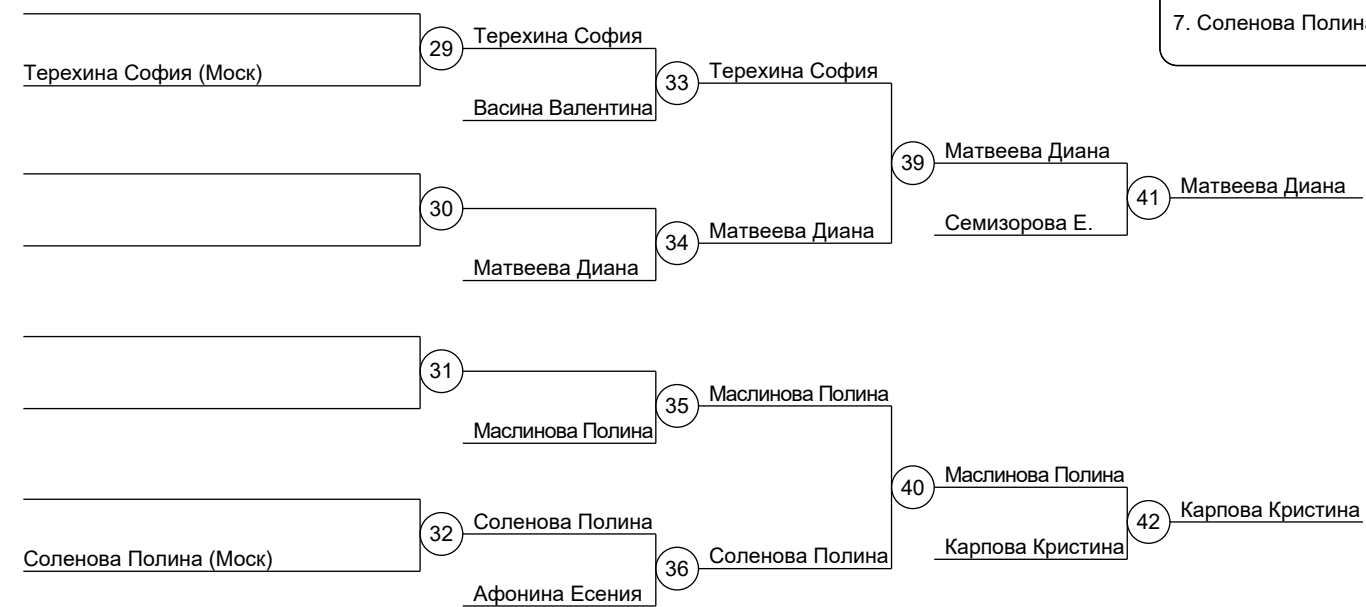 7. Соленова Полина
29
Терехина София
Терехина София (Моск)
33
Терехина София
Васина Валентина
39
Матвеева Диана
41
Матвеева Диана
30
Семизорова Е.
34
Матвеева Диана
Матвеева Диана
31
35
Маслинова Полина
Маслинова Полина
40
Маслинова Полина
42
Карпова Кристина
32
Соленова Полина
Карпова Кристина
Соленова Полина (Моск)
36
Соленова Полина
Афонина Есения